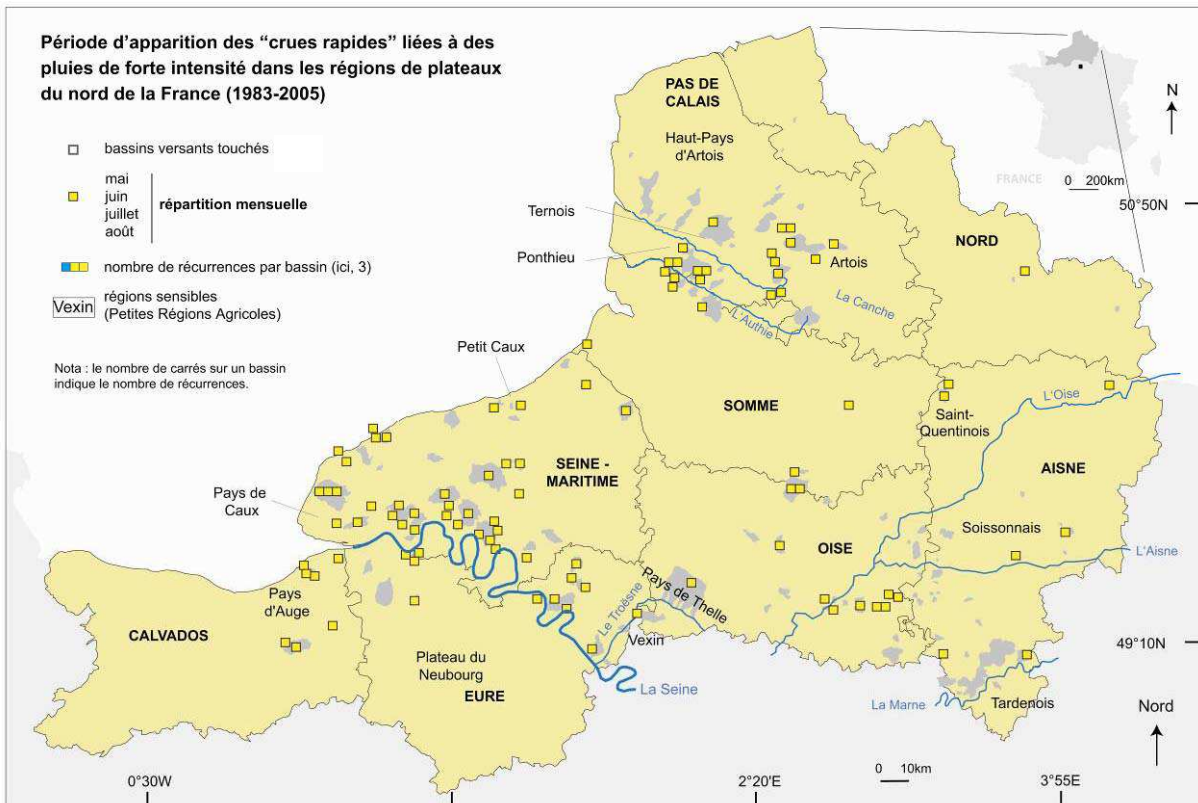 Période d'apparition des "crues rapides" liées à des
pluies de forte intensité dans les régions de plateaux
du nord de la France (1983-2005)
bassins versants touchés
mai
juin
juillet
août
répartition mensuelle
nombre de récurrences par bassin (ici, 3)
Vexin
régions sensibles
(Petites Régions Agricoles)
Nota : le nombre de carrés sur un bassin
indique le nombre de récurrences.
PAS DE
CALAIS
Haut-Pays
d'Artois
N
FRANCE
0 200km
50°50N
Ternois
Ponthieu
Artois
NORD
La Canche
L'Authie
Petit Caux
SOMME
Saint-
Quentinois
L'Oise
AISNE
SEINE -
MARITIME
Pays de
Caux
Soissonnais
OISE
L'Aisne
Pays de Thelle
Le Troësne
Pays
d'Auge
CALVADOS
Vexin
49°10N
Plateau du
Neubourg
EURE
La Seine
La Marne
Tardenois
Nord
0 10km
0°30W
2°20'E
3°55E